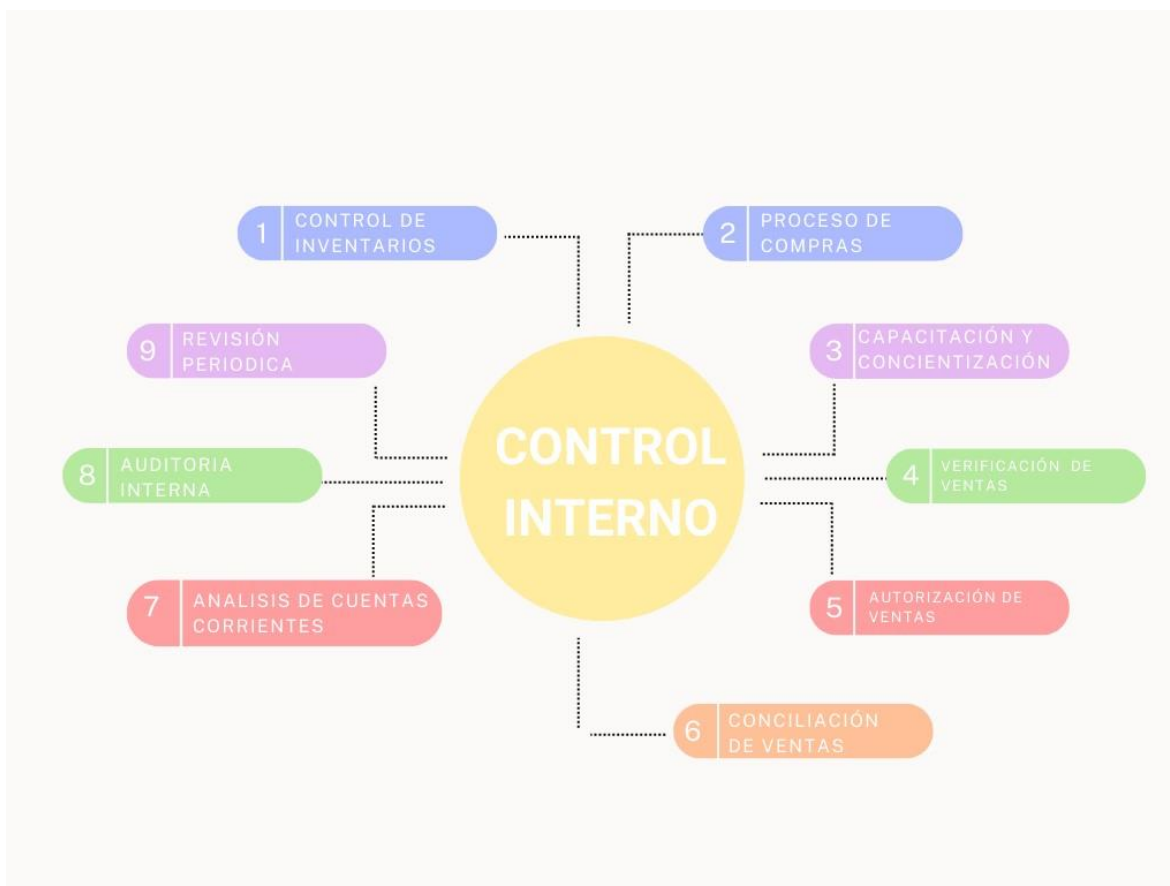 1 CONTROL DE
INVENTARIOS
2 PROCESO DE
COMPRAS
3 CAPACITACIÓN Y
CONCIENTIZACIÓN
4 VERIFICACIÓN DE
VENTAS
5 AUTORIZACIÓN DE
VENTAS
6 CONCILIACIÓN
DE VENTAS
7 ANALISIS DE CUENTAS
CORRIENTES
8 AUDITORIA
INTERNA
9 REVISIÓN
PERIODICA
CONTROL
INTERNO